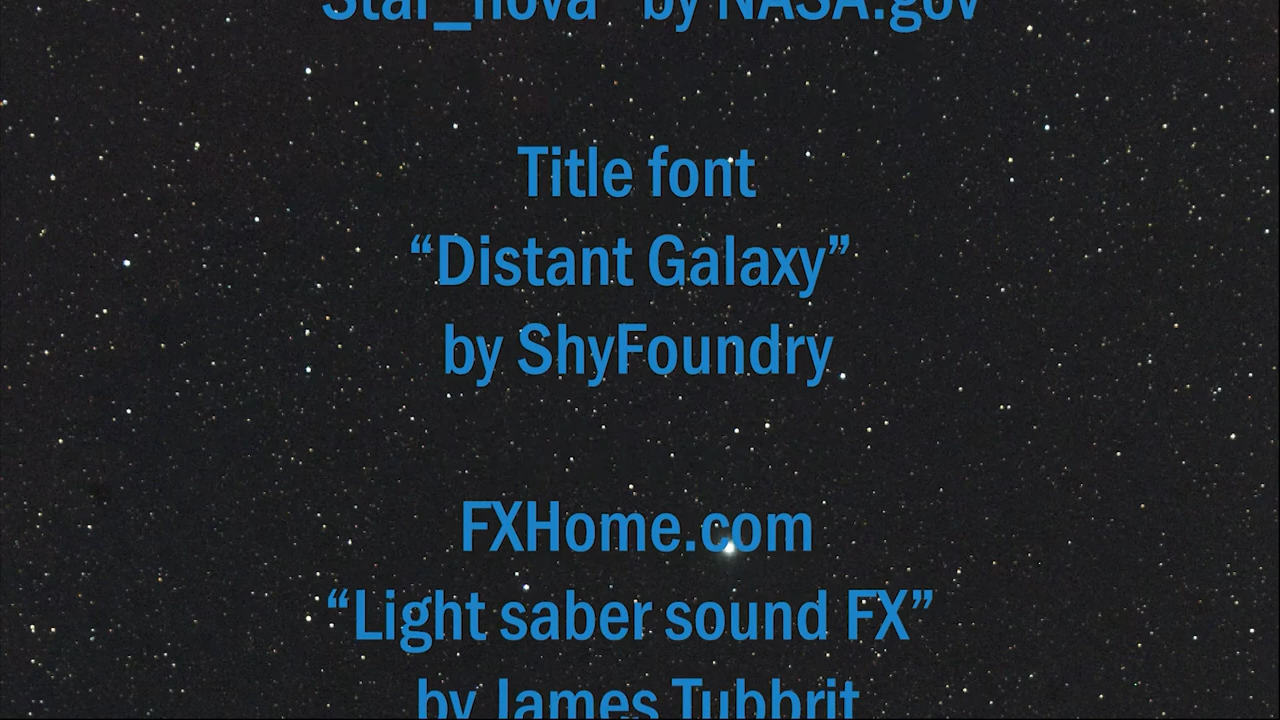 Star_nova" by NASA.gov
Title font
“Distant Galaxy”
by ShyFoundry
FXHome.com
“Light saber sound FX”
by James Tubbrit